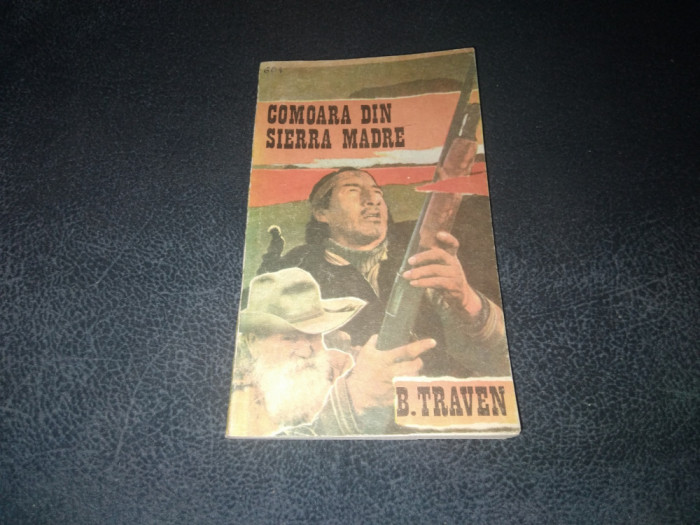 COMOARA DIN
SIERRA MADRE
B. TRAVEN